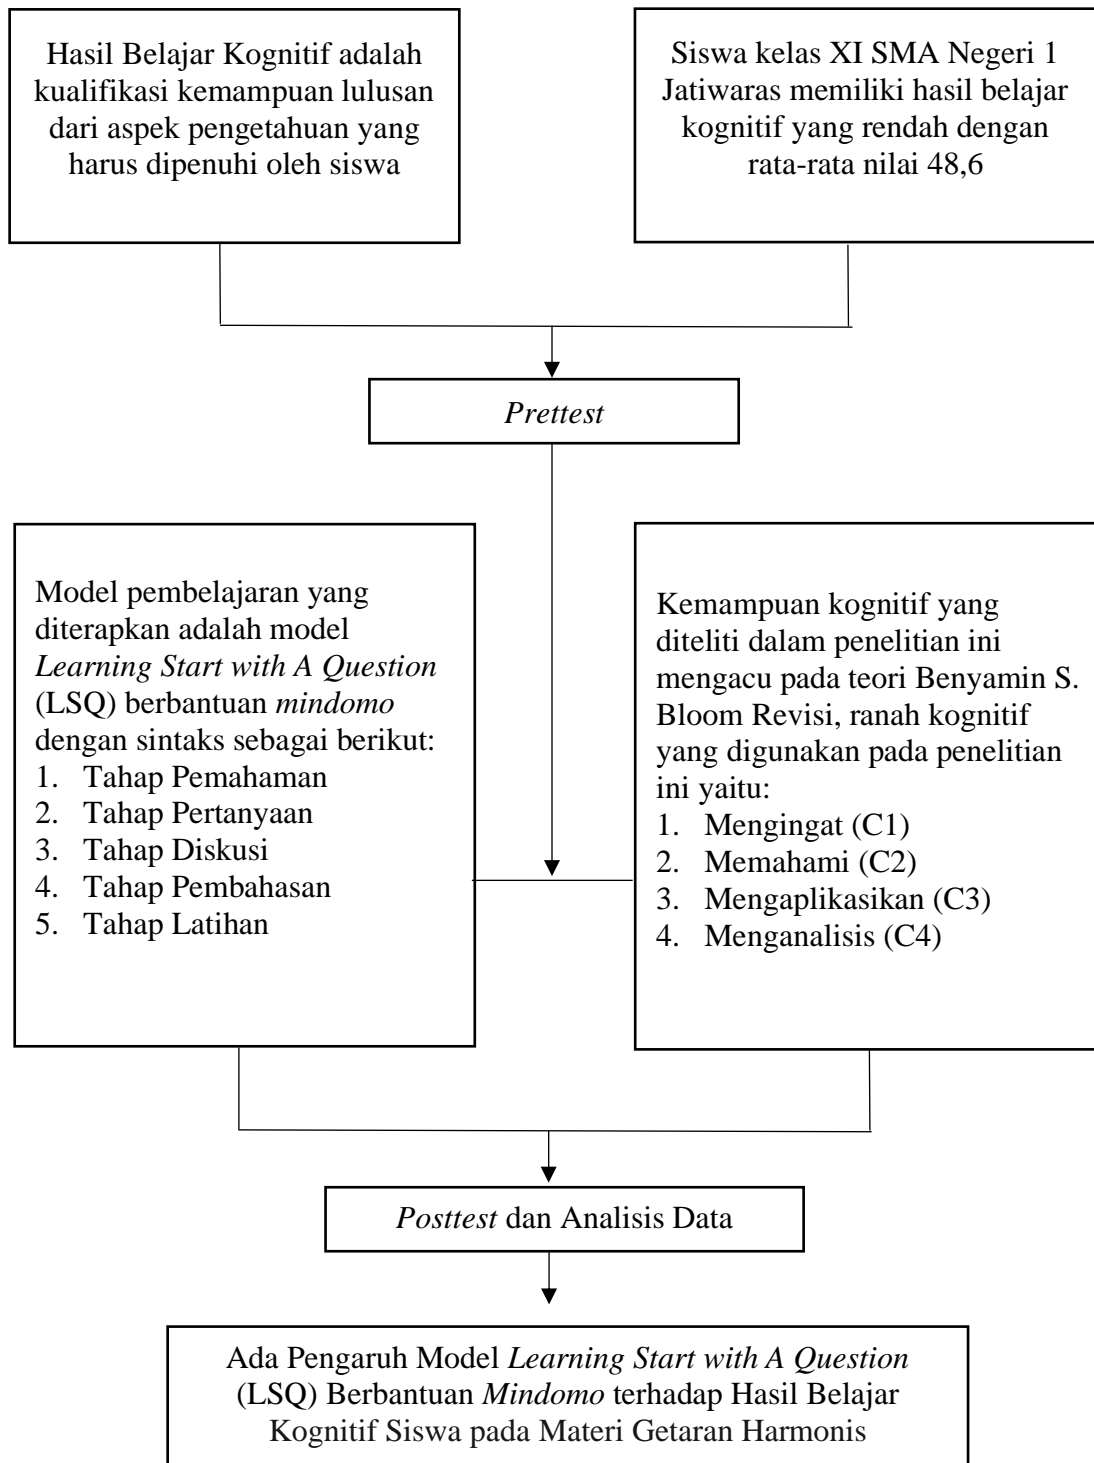 Hasil Belajar Kognitif adalah
kualifikasi kemampuan lulusan
dari aspek pengetahuan yang
harus dipenuhi oleh siswa
Siswa kelas XI SMA Negeri 1
Jatiwaras memiliki hasil belajar
kognitif yang rendah dengan
rata-rata nilai 48,6
Prettest
Model pembelajaran yang
diterapkan adalah model
Learning Start with A Question
(LSQ) berbantuan mindomo
dengan sintaks sebagai berikut:
1. Tahap Pemahaman
2. Tahap Pertanyaan
3. Tahap Diskusi
4. Tahap Pembahasan
5. Tahap Latihan
Kemampuan kognitif yang
diteliti dalam penelitian ini
mengacu pada teori Benyamin S.
Bloom Revisi, ranah kognitif
yang digunakan pada penelitian
ini yaitu:
1. Mengingat (C1)
2. Memahami (C2)
3. Mengaplikasikan (C3)
4. Menganalisis (C4)
Posttest dan Analisis Data
Ada Pengaruh Model Learning Start with A Question
(LSQ) Berbantuan Mindomo terhadap Hasil Belajar
Kognitif Siswa pada Materi Getaran Harmonis